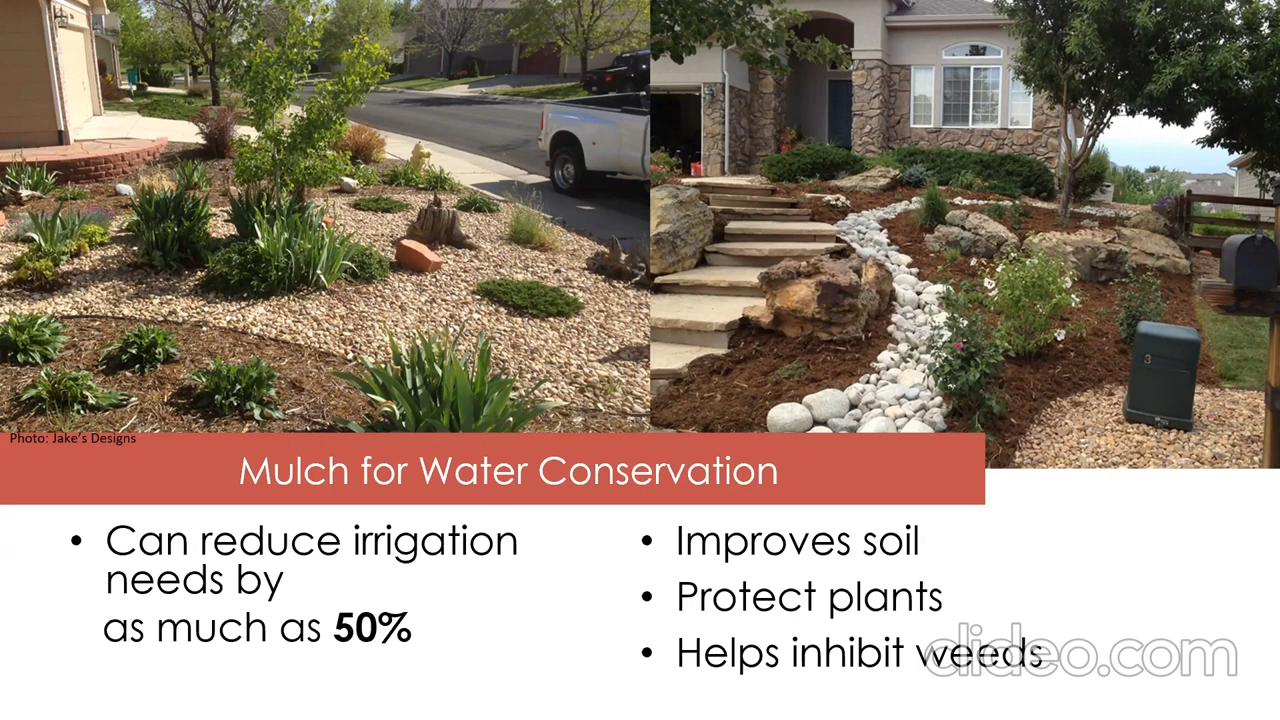 Photo: Jake's Designs
Mulch for Water Conservation
• Can reduce irrigation
needs by
as much as 50%
• Improves soil
• Protect plants
• Helps inhibit weeds
clideo.com
3